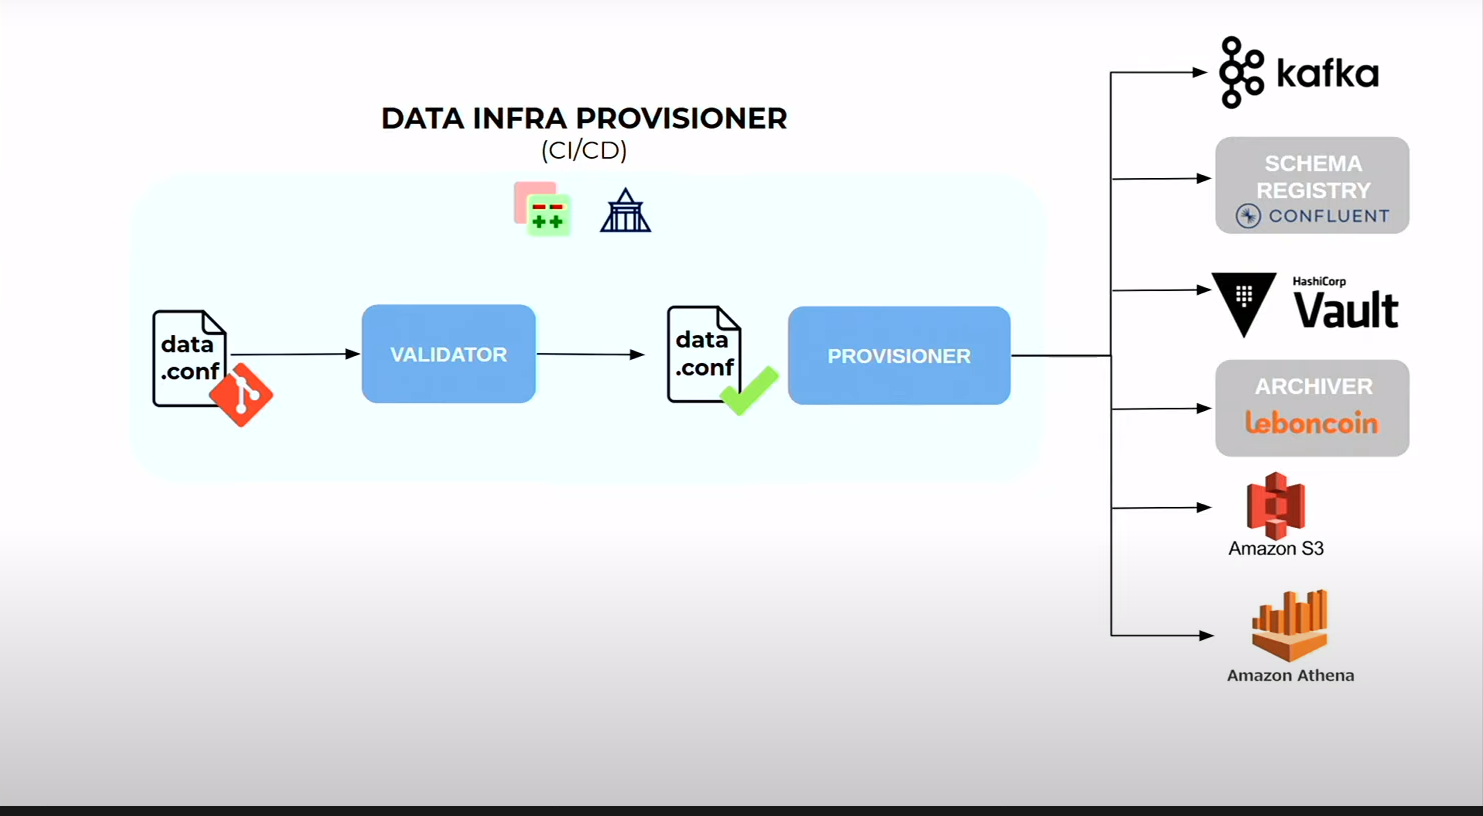 DATA INFRA PROVISIONER
(CI/CD)
data
.conf
VALIDATOR
data
.conf
PROVISIONER
kafka
SCHEMA
REGISTRY
CONFLUENT
HashiCorp
Vault
ARCHIVER
leboncoin
Amazon S3
Amazon Athena